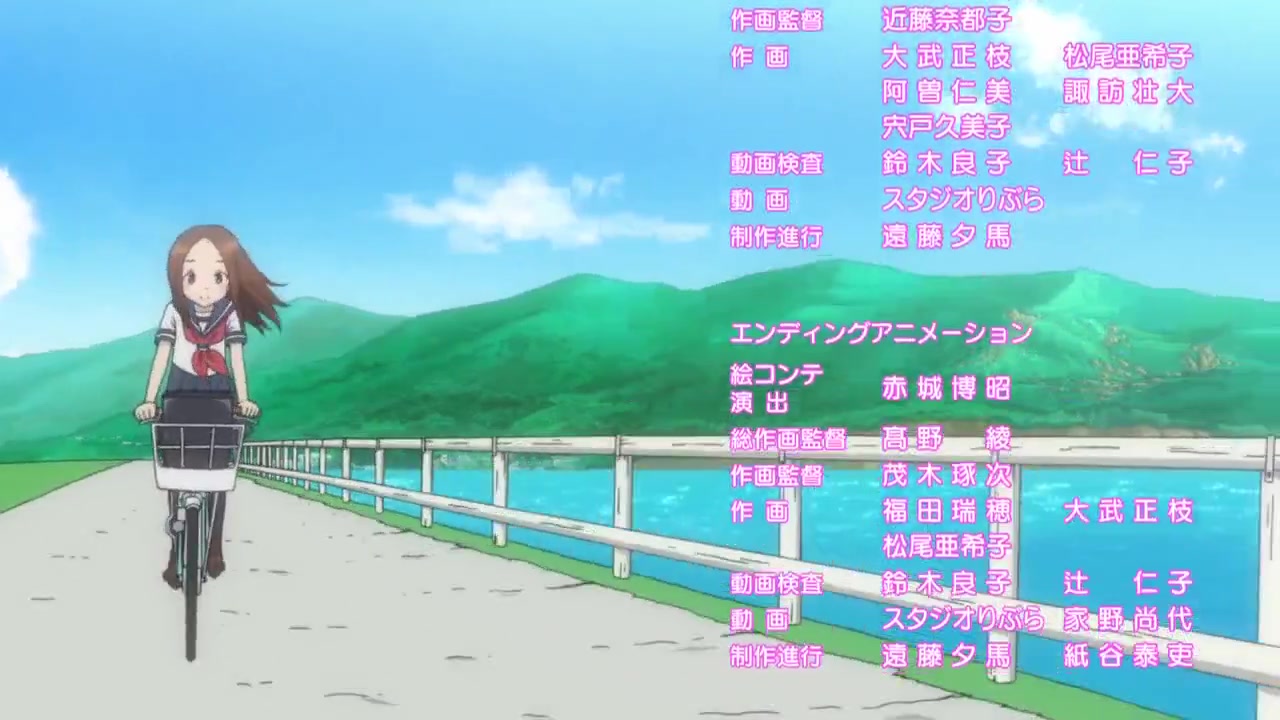 作画監督 近藤奈都子
作画 大武正枝 松尾亜希子
阿曽仁美 諏訪壮大
宍戸久美子
動画検査 鈴木良子 辻仁子
動画 スタジオりぶら
制作進行 遠藤夕馬
エンディングアニメーション
絵コンテ
演出 赤城博昭
総作画監督 髙野綾
作画監督 茂木琢次
作画 福田瑞穂 大武正枝
松尾亜希子
動画検査 鈴木良子 辻仁子
動画 スタジオりぶら 家野尚代
制作進行 遠藤夕馬 紙谷泰吏